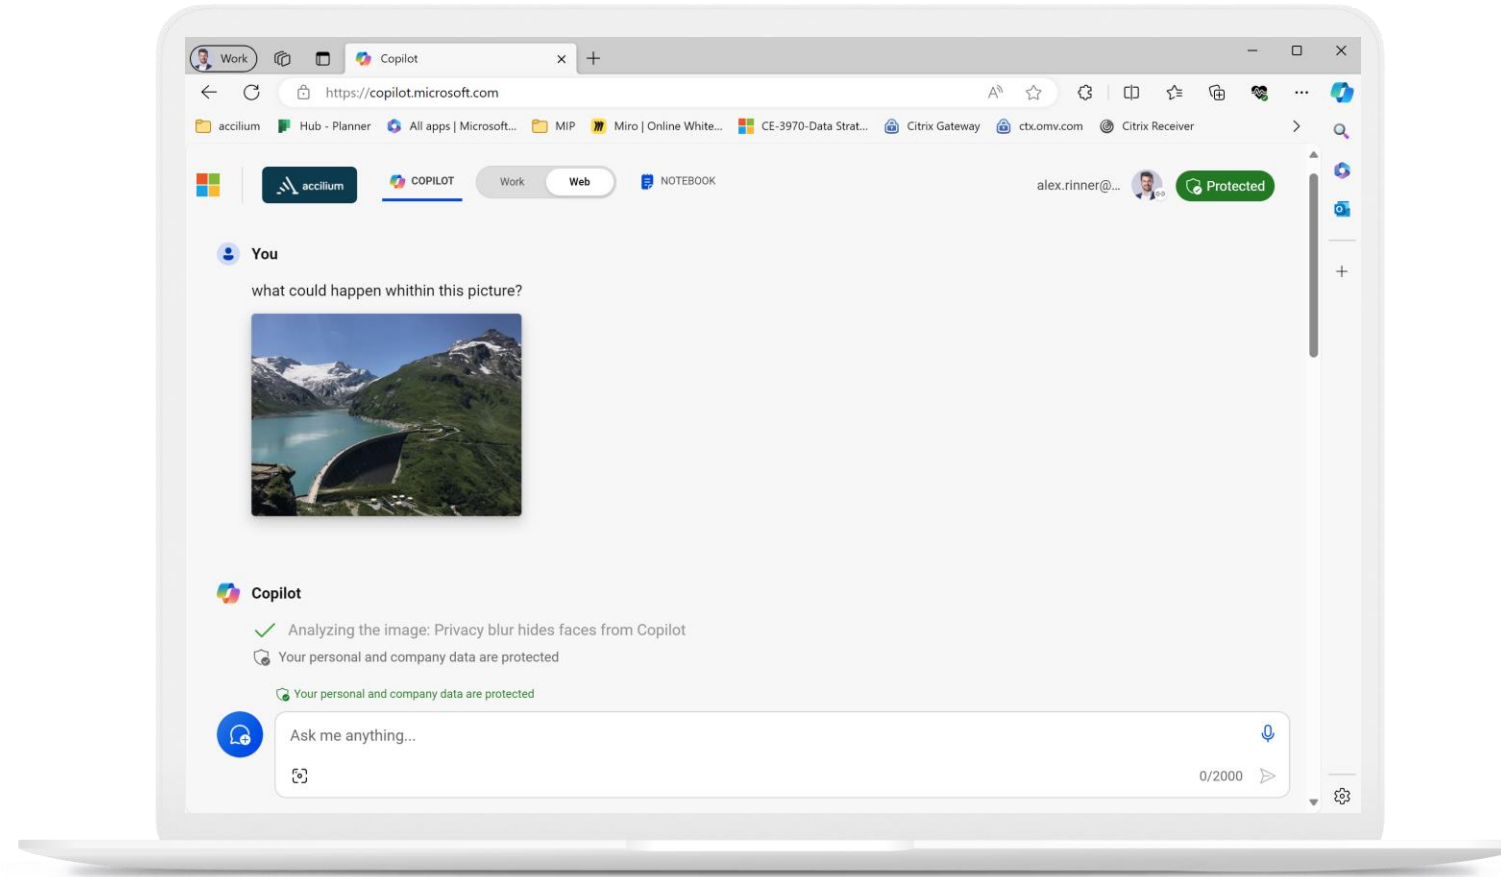 Work
Copilot
https://copilot.microsoft.com
accilium
Hub - Planner
All apps | Microsoft...
MIP
Miro | Online White...
CE-3970-Data Strat...
Citrix Gateway
ctx.omv.com
Citrix Receiver
accilium
COPILOT
Work
Web
NOTEBOOK
alex.rinner@...
Protected
You
what could happen whithin this picture?
Copilot
Analyzing the image: Privacy blur hides faces from Copilot
Your personal and company data are protected
Your personal and company data are protected
Ask me anything...
0/2000